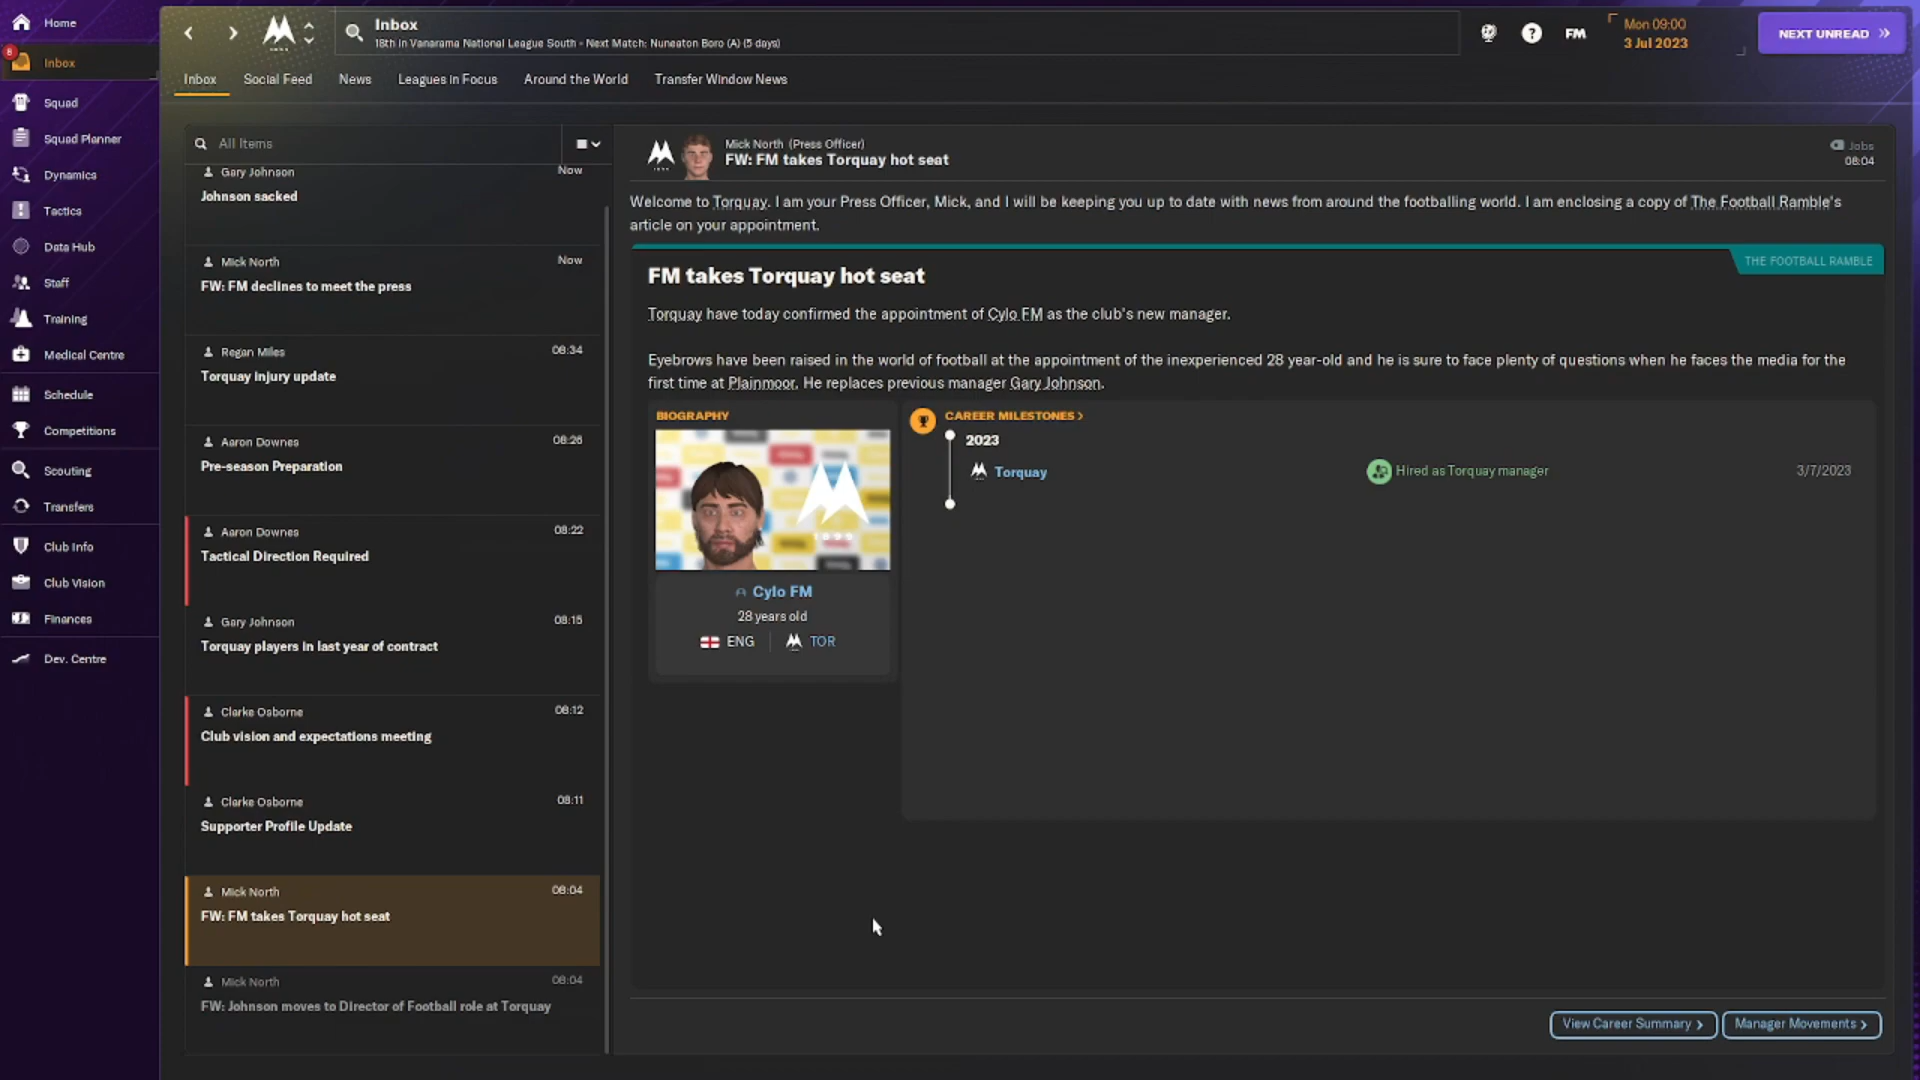 Home
8
Inbox
Squad
Squad Planner
Dynamics
Tactics
Data Hub
Staff
Training
Medical Centre
Schedule
Competitions
Scouting
Transfers
Club Info
Club Vision
Finances
Dev. Centre
Inbox
18th in Vanarama National League South - Next Match: Nuneaton Boro (A) (5 days)
?
FM
Mon 09:00
3 Jul 2023
NEXT UNREAD
Inbox
Social Feed
News
Leagues in Focus
Around the World
Transfer Window News
All Items
Gary Johnson
Now
Johnson sacked
Mick North
Now
FW: FM declines to meet the press
Regan Miles
08:34
Torquay injury update
Aaron Downes
08:26
Pre-season Preparation
Aaron Downes
08:22
Tactical Direction Required
Gary Johnson
08:15
Torquay players in last year of contract
Clarke Osborne
08:12
Club vision and expectations meeting
Clarke Osborne
08:11
Supporter Profile Update
Mick North
08:04
FW: FM takes Torquay hot seat
Mick North
08:04
FW: Johnson moves to Director of Football role at Torquay
Mick North (Press Officer)
FW: FM takes Torquay hot seat
Jobs
08:04
Welcome to Torquay. I am your Press Officer, Mick, and I will be keeping you up to date with news from around the footballing world. I am enclosing a copy of The Football Ramble's
article on your appointment.
THE FOOTBALL RAMBLE
FM takes Torquay hot seat
Torquay have today confirmed the appointment of Cylo FM as the club's new manager.
Eyebrows have been raised in the world of football at the appointment of the inexperienced 28 year-old and he is sure to face plenty of questions when he faces the media for the
first time at Plainmoor. He replaces previous manager Gary Johnson.
BIOGRAPHY
Cylo FM
28 years old
ENG
TOR
CAREER MILESTONES >
2023
Torquay
Hired as Torquay manager
3/7/2023
View Career Summary >
Manager Movements >